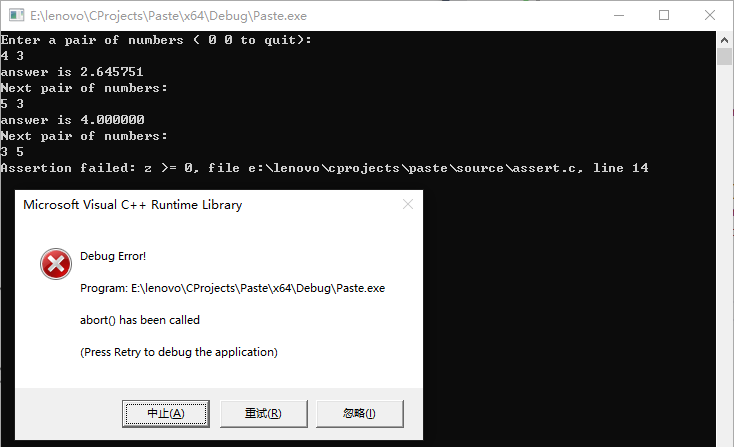 E:\lenovo\CProjects\Paste\x64\Debug\Paste.exe
Enter a pair of numbers ( 0 0 to quit):
4 3
answer is 2.645751
Next pair of numbers:
5 3
answer is 4.000000
Next pair of numbers:
3 5
Assertion failed: z >= 0, file e:\lenovo\cprojects\paste\source\assert.c, line 14
Microsoft Visual C++ Runtime Library
Debug Error!
Program: E:\lenovo\CProjects\Paste\x64\Debug\Paste.exe
abort() has been called
(Press Retry to debug the application)
中止(A) 重试(R) 忽略(I)